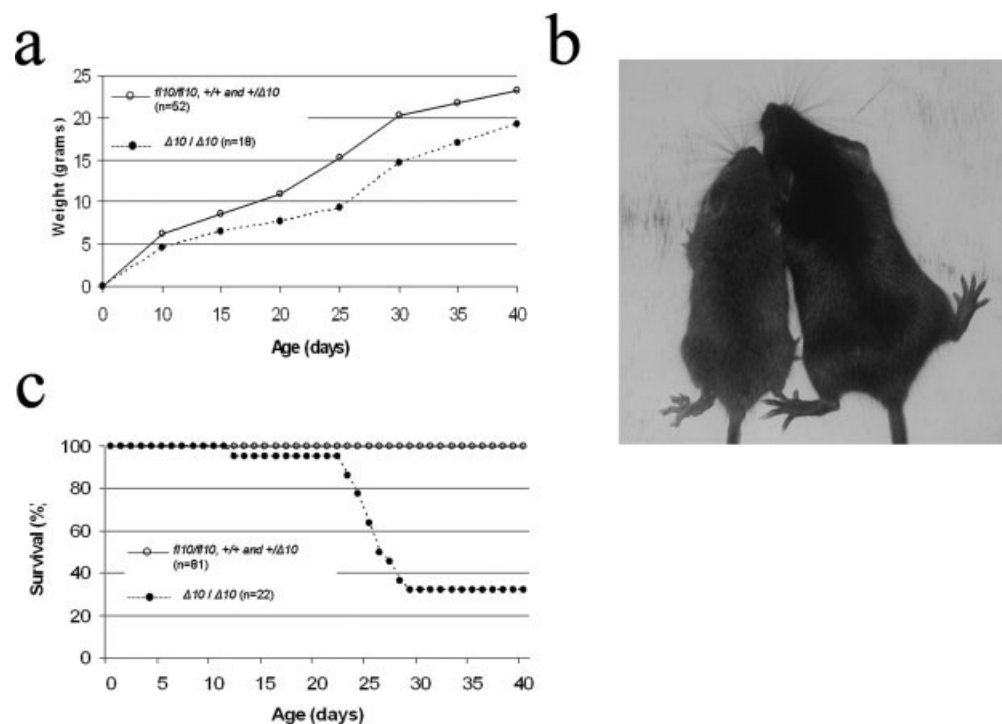 a
25
20
15
10
5
0
Weight (grams)
fl10/fl10, +/+ and +/Δ10
(n=52)
Δ10 / Δ10 (n=18)
0 10 15 20 25 30 35 40
Age (days)
b
c
100
80
60
40
20
0
Survival (%)
fl10/fl10, +/+ and +/Δ10
(n=81)
Δ10 / Δ10 (n=22)
0 5 10 15 20 25 30 35 40
Age (days)